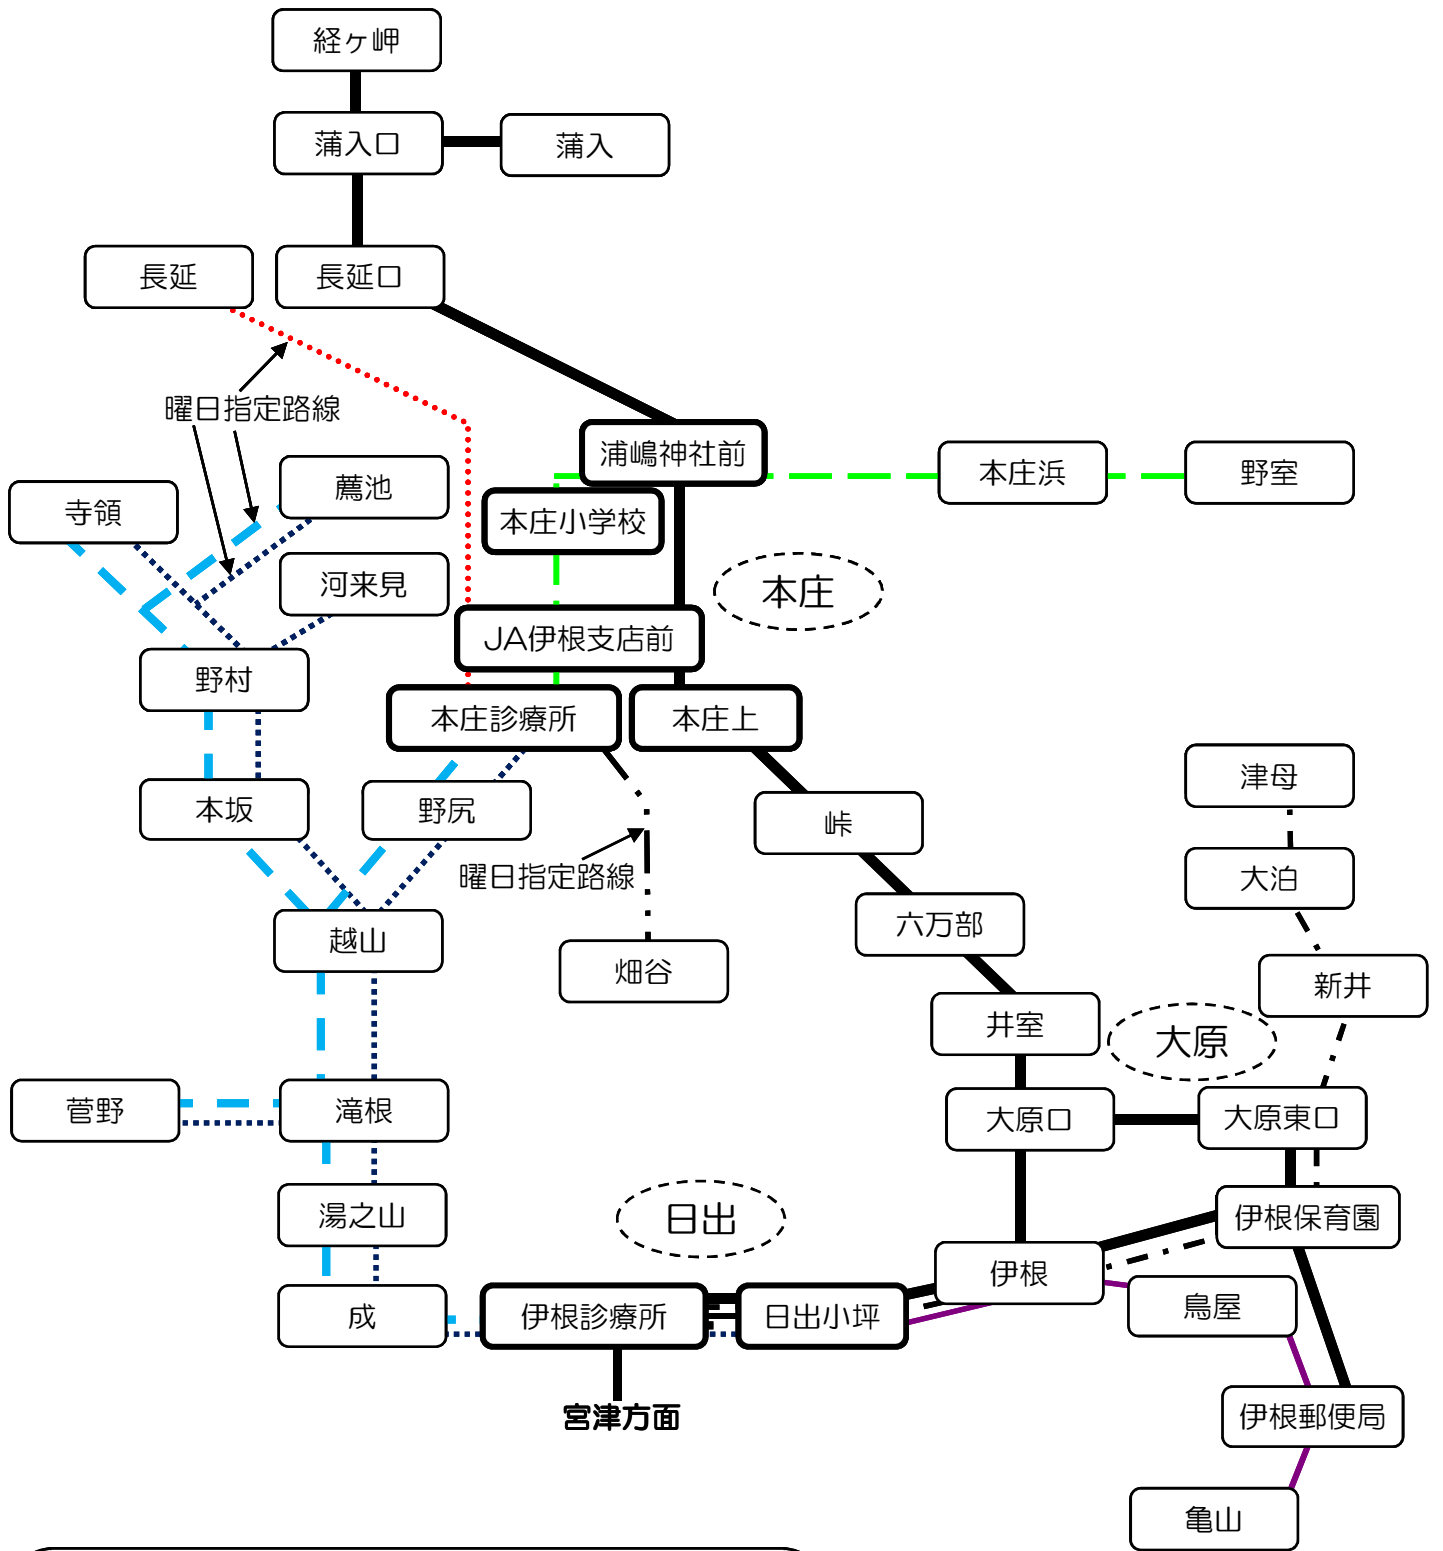 経ヶ岬
蒲入口
蒲入
長延
長延口
曜日指定路線
浦嶋神社前
本庄浜
野室
寺領
薦池
本庄小学校
河来見
本庄
JA伊根支店前
野村
本庄診療所
本庄上
津母
本坂
野尻
峠
曜日指定路線
大泊
六万部
越山
畑谷
新井
井室
大原
菅野
滝根
大原口
大原東口
湯之山
日出
伊根保育園
伊根
成
伊根診療所
日出小坪
鳥屋
宮津方面
伊根郵便局
亀山